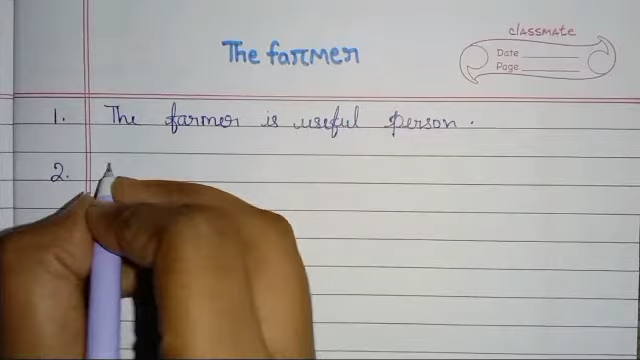 classmate
The farmer
Date
Page
1. The farmer is useful person.
2.